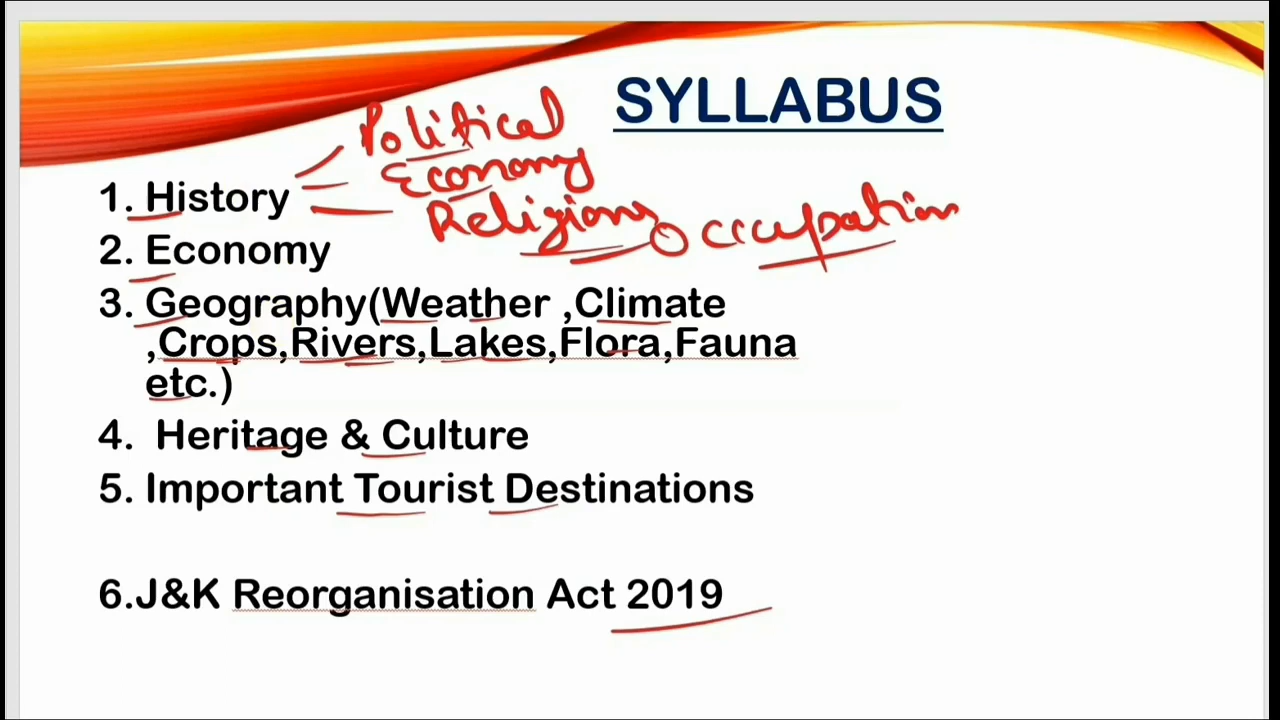 SYLLABUS
Political
Economy
1. History
Religiony Occupation
2. Economy
3. Geography(Weather ,Climate
,Crops,Rivers,Lakes,Flora,Fauna
etc.)
4. Heritage & Culture
5. Important Tourist Destinations
6.J&K Reorganisation Act 2019